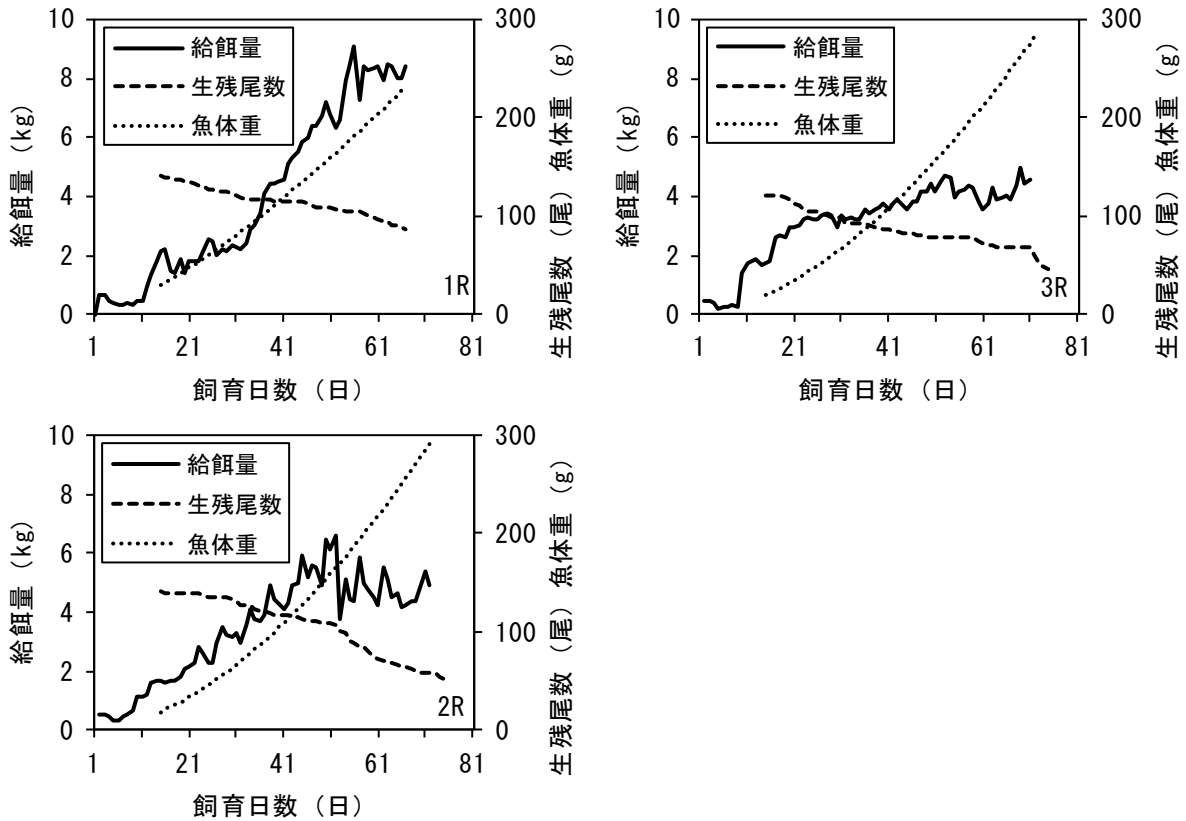 10
8
6
4
2
0
給餌量（kg）
給餌量
生残尾数
魚体重
1R
300
200
100
0
生残尾数（尾）魚体重（g）
1 21 41 61 81
飼育日数（日）
10
8
6
4
2
0
給餌量（kg）
給餌量
生残尾数
魚体重
3R
300
200
100
0
生残尾数（尾）魚体重（g）
1 21 41 61 81
飼育日数（日）
10
8
6
4
2
0
給餌量（kg）
給餌量
生残尾数
魚体重
2R
300
200
100
0
生残尾数（尾）魚体重（g）
1 21 41 61 81
飼育日数（日）